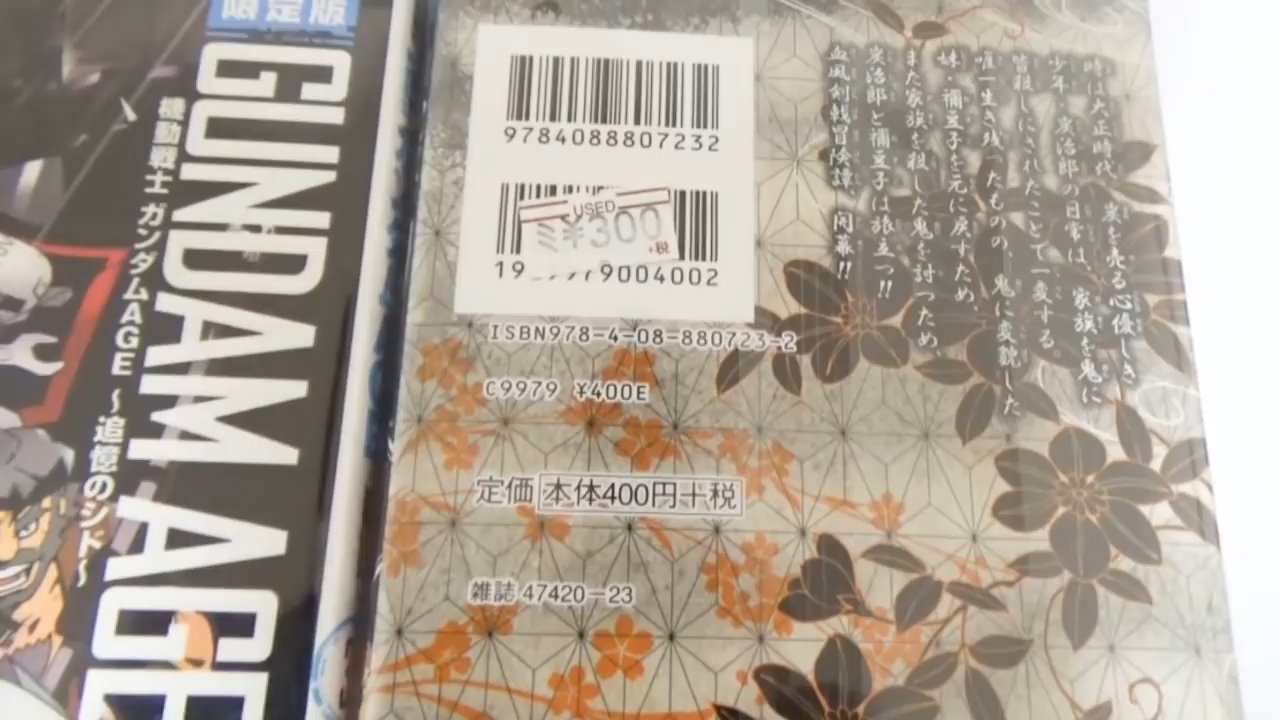 限定版
GUNDAM AGE
機動戦士ガンダムAGE ～追憶のシド～
9784088807232
USED
¥300
+税
9004002
ISBN978-4-08-880723-2
C9979 ¥400E
定価 本体400円+税
雑誌 47420-23
時は大正時代。炭を売る心優しき
少年・炭治郎の日常は、家族を鬼に
皆殺しにされたことで一変する。
唯一生き残ったものの、鬼に変貌した
妹・禰豆子を元に戻すため、
また家族を殺した鬼を討つため
炭治郎と禰豆子は旅立つ!!
血風剣戟冒険譚、開幕!!